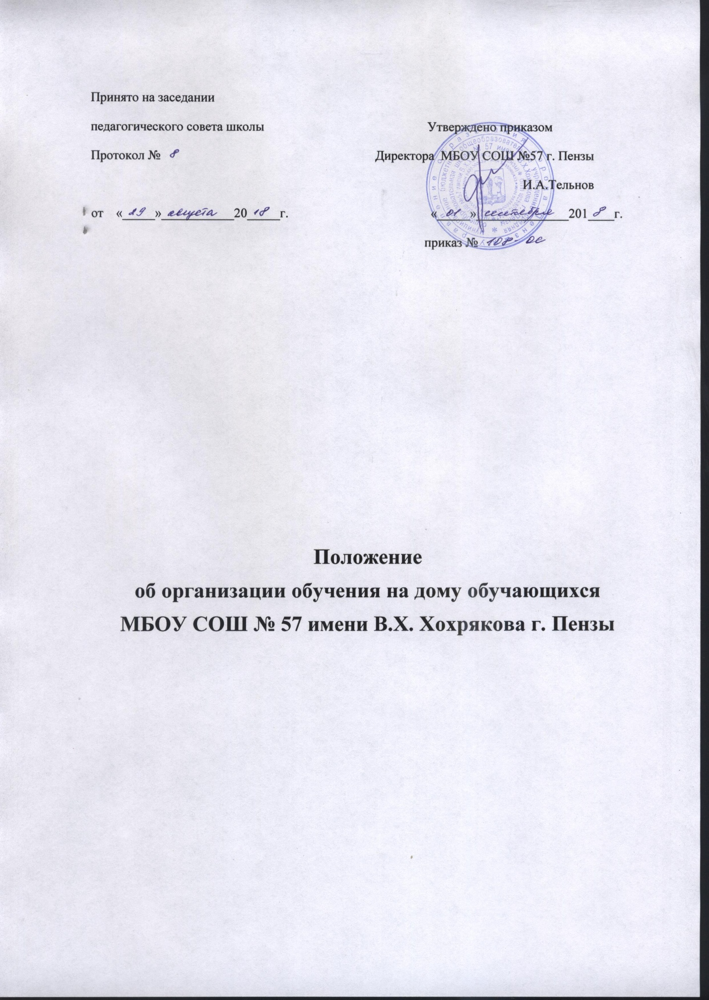 Принято на заседании
педагогического совета школы
Протокол № 8
от «29» августа 2018 г.
Утверждено приказом
Директора МБОУ СОШ №57 г. Пензы
И.А.Тельнов
«01» сентября 2018 г.
приказ № 108-ос
Положение
об организации обучения на дому обучающихся
МБОУ СОШ № 57 имени В.Х. Хохрякова г. Пензы